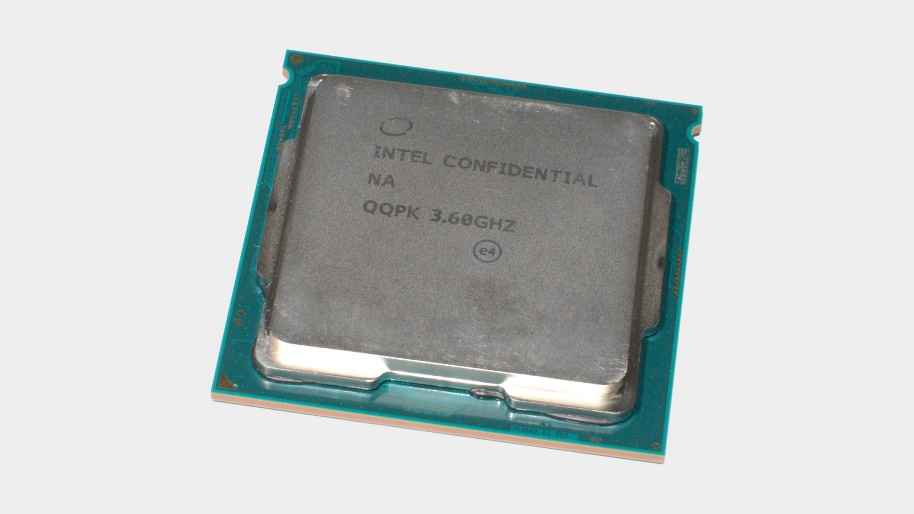 INTEL CONFIDENTIAL
NA
QQPK 3.60GHZ
e4